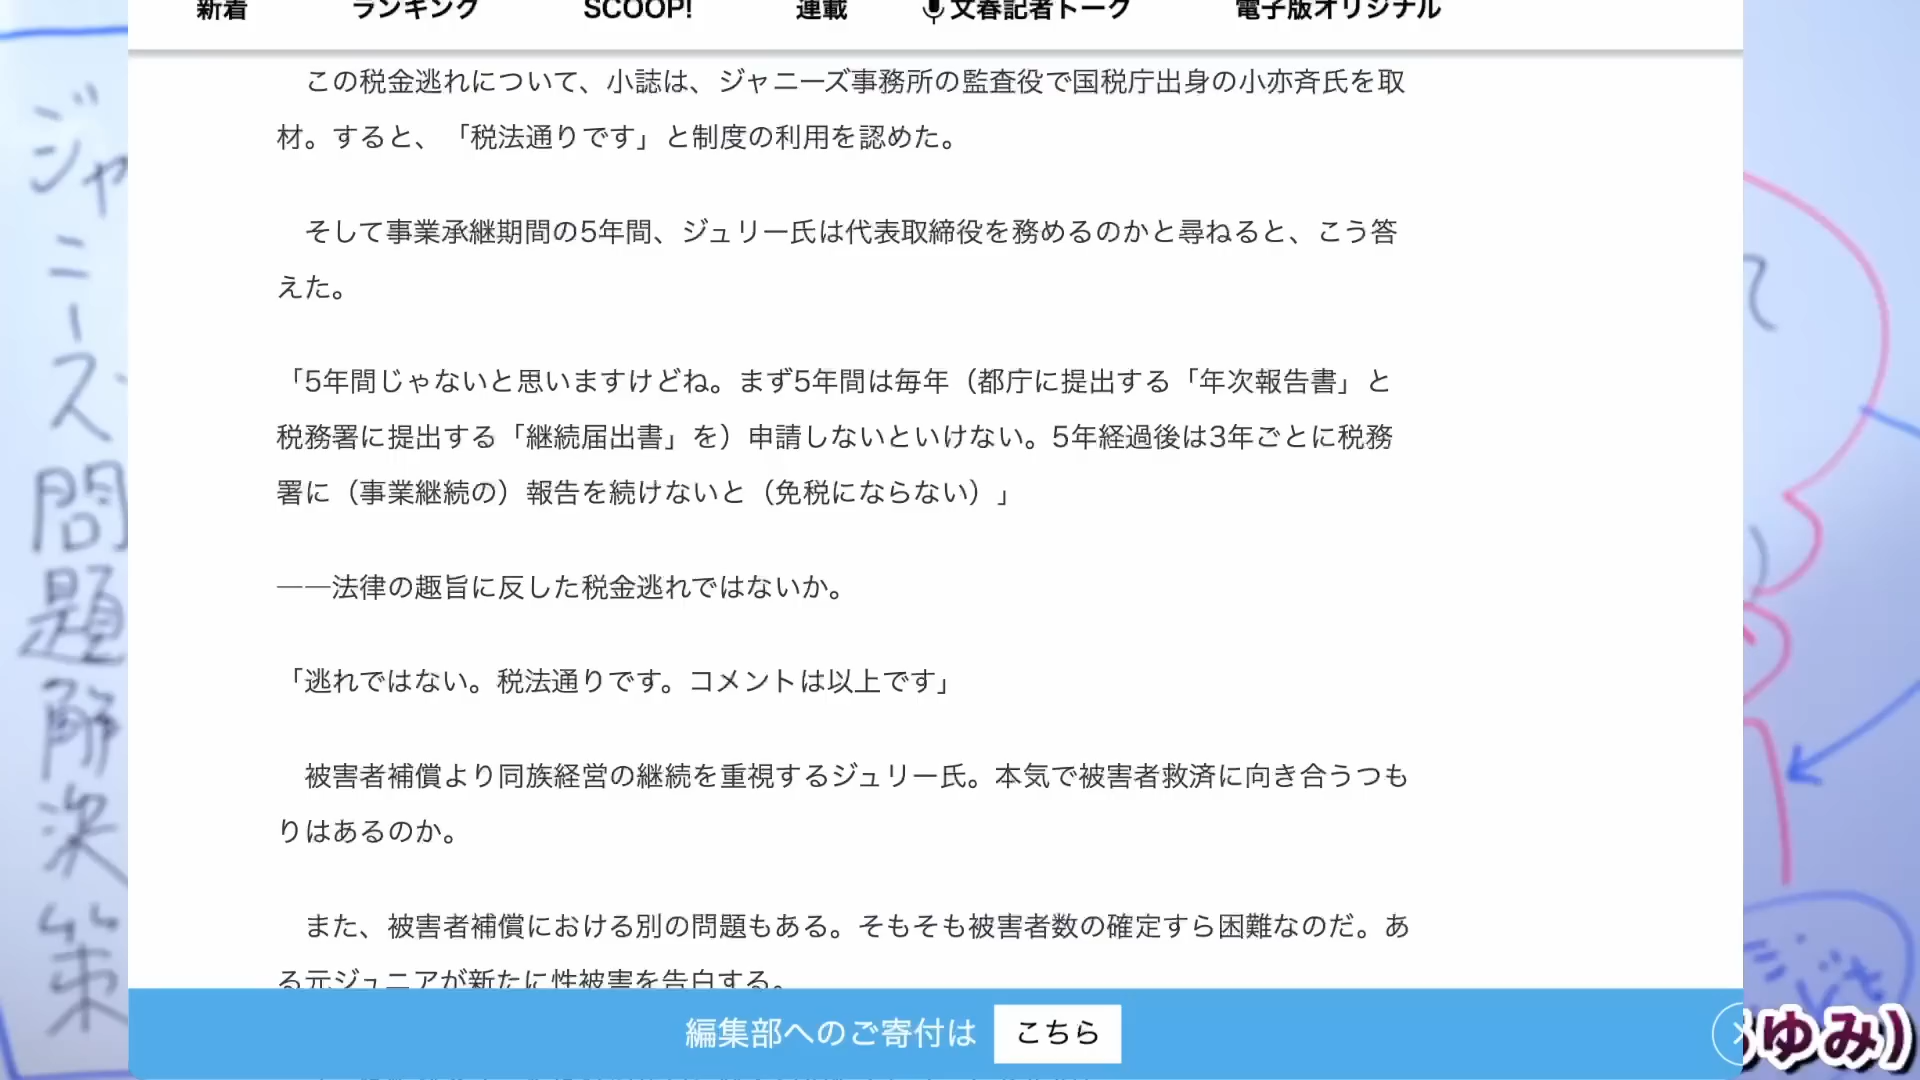 新着 ランキング SCOOP! 連載 文春記者トーク 電子版オリジナル
この税金逃れについて、小誌は、ジャニーズ事務所の監査役で国税庁出身の小亦斉氏を取
材。すると、「税法通りです」と制度の利用を認めた。
そして事業承継期間の5年間、ジュリー氏は代表取締役を務めるのかと尋ねると、こう答
えた。
「5年間じゃないと思いますけどね。まず5年間は毎年（都庁に提出する「年次報告書」と
税務署に提出する「継続届出書」を）申請しないといけない。5年経過後は3年ごとに税務
署に（事業継続の）報告を続けないと（免税にならない）」
――法律の趣旨に反した税金逃れではないか。
「逃れではない。税法通りです。コメントは以上です」
被害者補償より同族経営の継続を重視するジュリー氏。本気で被害者救済に向き合うつも
りはあるのか。
また、被害者補償における別の問題もある。そもそも被害者数の確定すら困難なのだ。あ
る元ジュニアが新たに性被害を告白する。
編集部へのご寄付は こちら
ジャニーズ問題解決策
ゆみ)